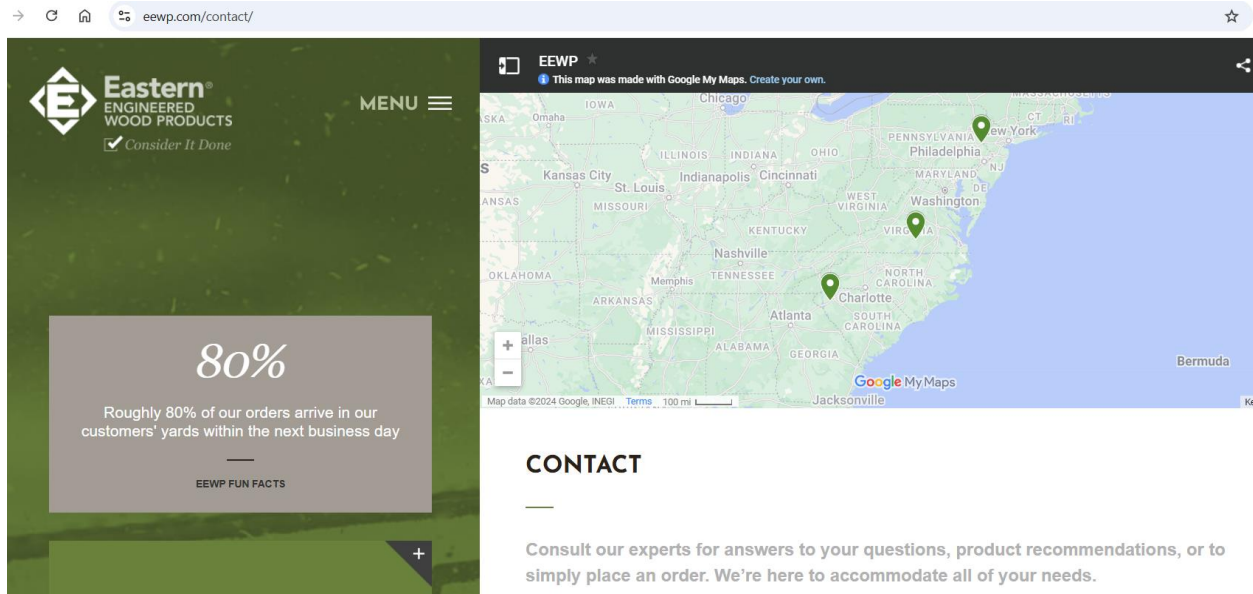 eewp.com/contact/
Eastern®
ENGINEERED
WOOD PRODUCTS
Consider It Done
MENU
80%
Roughly 80% of our orders arrive in our
customers' yards within the next business day
EEWP FUN FACTS
+
EEWP
This map was made with Google My Maps. Create your own.
IOWA
Chicago
MASSACHUSETTS
Omaha
CT
RI
PENNSYLVANIA
ew York
ILLINOIS
INDIANA
OHIO
Philadelphia
NJ
Kansas City
Indianapolis
Cincinnati
MARYLAND
St. Louis
DE
WEST
VIRGINIA
Washington
ANSAS
MISSOURI
KENTUCKY
VIRG
IA
Nashville
OKLAHOMA
Memphis
TENNESSEE
NORTH
CAROLINA
ARKANSAS
Charlotte
Atlanta
SOUTH
CAROLINA
MISSISSIPPI
allas
ALABAMA
GEORGIA
Bermuda
+
−
Google My Maps
Jacksonville
Map data ©2024 Google, INEGI Terms 100 mi
CONTACT
Consult our experts for answers to your questions, product recommendations, or to
simply place an order. We’re here to accommodate all of your needs.